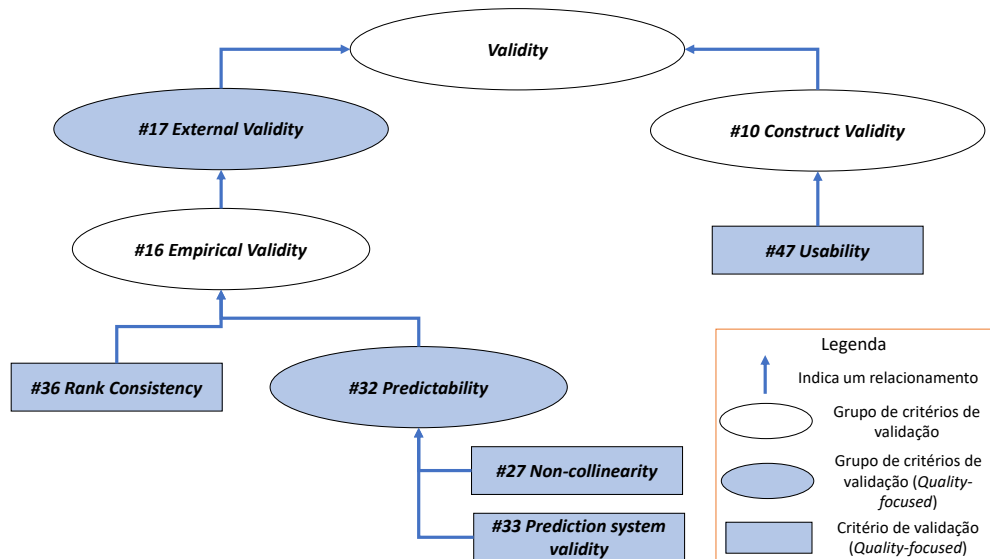 Validity
#17 External Validity
#10 Construct Validity
#16 Empirical Validity
#47 Usability
#36 Rank Consistency
#32 Predictability
#27 Non-collinearity
#33 Prediction system
validity
Legenda
Indica um relacionamento
Grupo de critérios de
validação
Grupo de critérios de
validação (Quality-
focused)
Critério de validação
(Quality-focused)